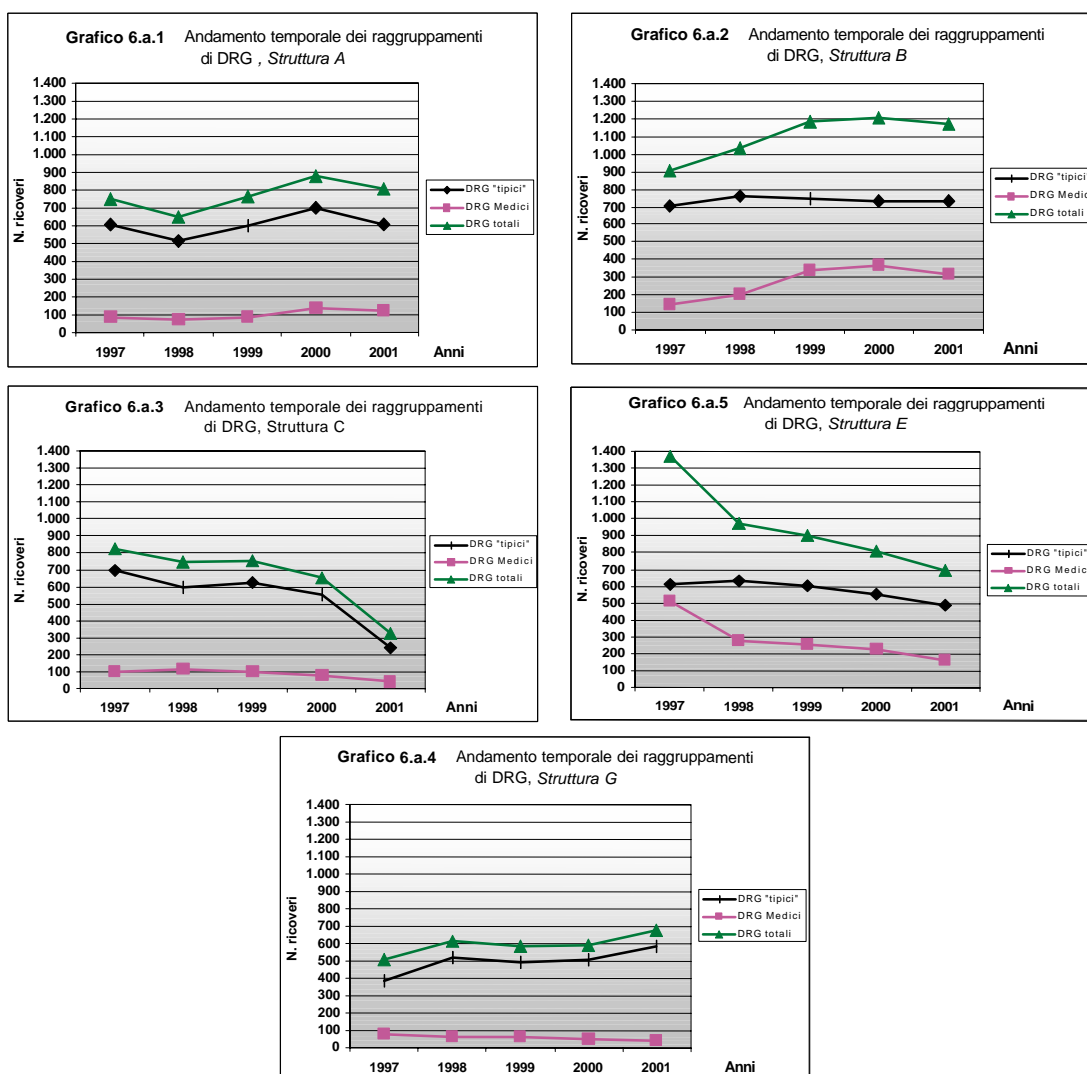 Grafico 6.a.1 Andamento temporale dei raggruppamenti
di DRG , Struttura A
1.400
1.300
1.200
1.100
1.000
900
800
700
600
500
400
300
200
100
0
N. ricoveri
1997 1998 1999 2000 2001 Anni
DRG "tipici"
DRG Medici
DRG totali
Grafico 6.a.2 Andamento temporale dei raggruppamenti
di DRG, Struttura B
1.400
1.300
1.200
1.100
1.000
900
800
700
600
500
400
300
200
100
0
N. ricoveri
1997 1998 1999 2000 2001 Anni
DRG "tipici"
DRG Medici
DRG totali
Grafico 6.a.3 Andamento temporale dei raggruppamenti
di DRG, Struttura C
1.400
1.300
1.200
1.100
1.000
900
800
700
600
500
400
300
200
100
0
N. ricoveri
1997 1998 1999 2000 2001 Anni
DRG "tipici"
DRG Medici
DRG totali
Grafico 6.a.5 Andamento temporale dei raggruppamenti
di DRG, Struttura E
1.400
1.300
1.200
1.100
1.000
900
800
700
600
500
400
300
200
100
0
N. ricoveri
1997 1998 1999 2000 2001 Anni
DRG "tipici"
DRG Medici
DRG totali
Grafico 6.a.4 Andamento temporale dei raggruppamenti
di DRG, Struttura G
1.400
1.300
1.200
1.100
1.000
900
800
700
600
500
400
300
200
100
0
N. ricoveri
1997 1998 1999 2000 2001 Anni
DRG "tipici"
DRG Medici
DRG totali